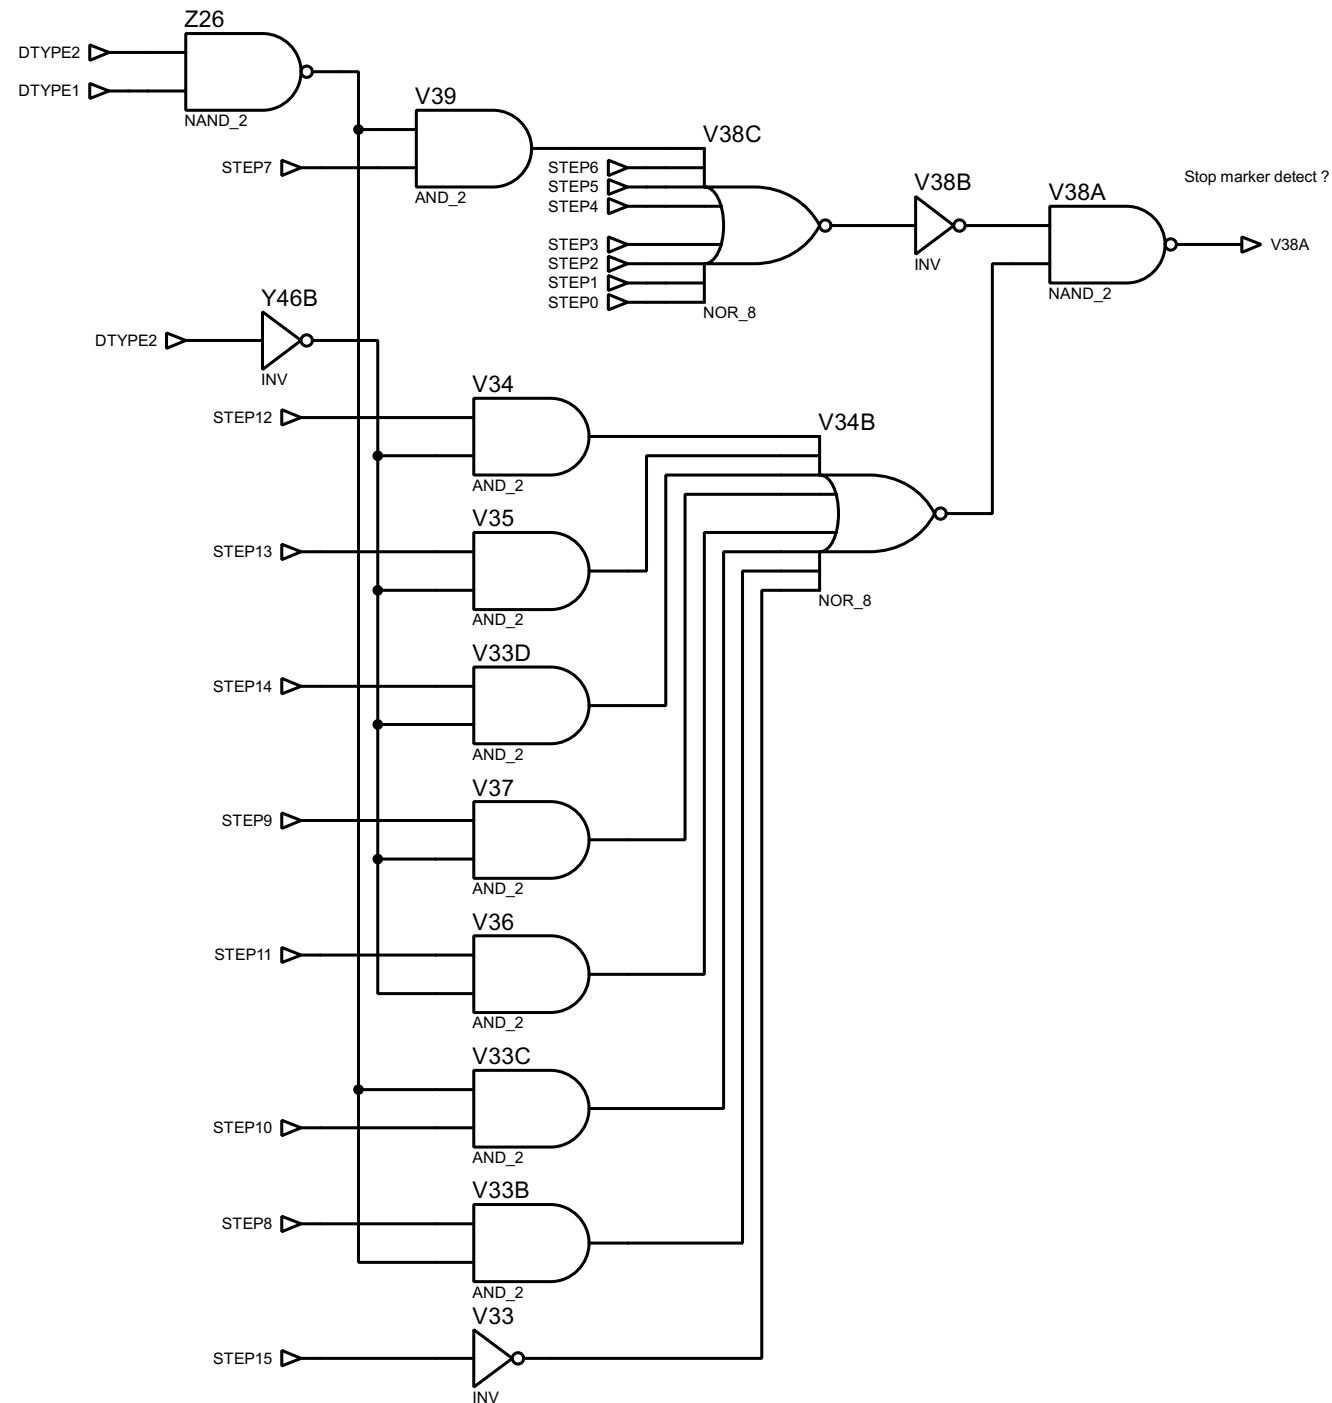 Z26
DTYPE2
DTYPE1
NAND_2
V39
STEP7
AND_2
V38C
STEP6
STEP5
STEP4
STEP3
STEP2
STEP1
STEP0
NOR_8
V38B
INV
V38A
NAND_2
Stop marker detect ?
V38A
Y46B
DTYPE2
INV
V34
STEP12
AND_2
V34B
NOR_8
V35
STEP13
AND_2
V33D
STEP14
AND_2
V37
STEP9
AND_2
V36
STEP11
AND_2
V33C
STEP10
AND_2
V33B
STEP8
AND_2
V33
STEP15
INV